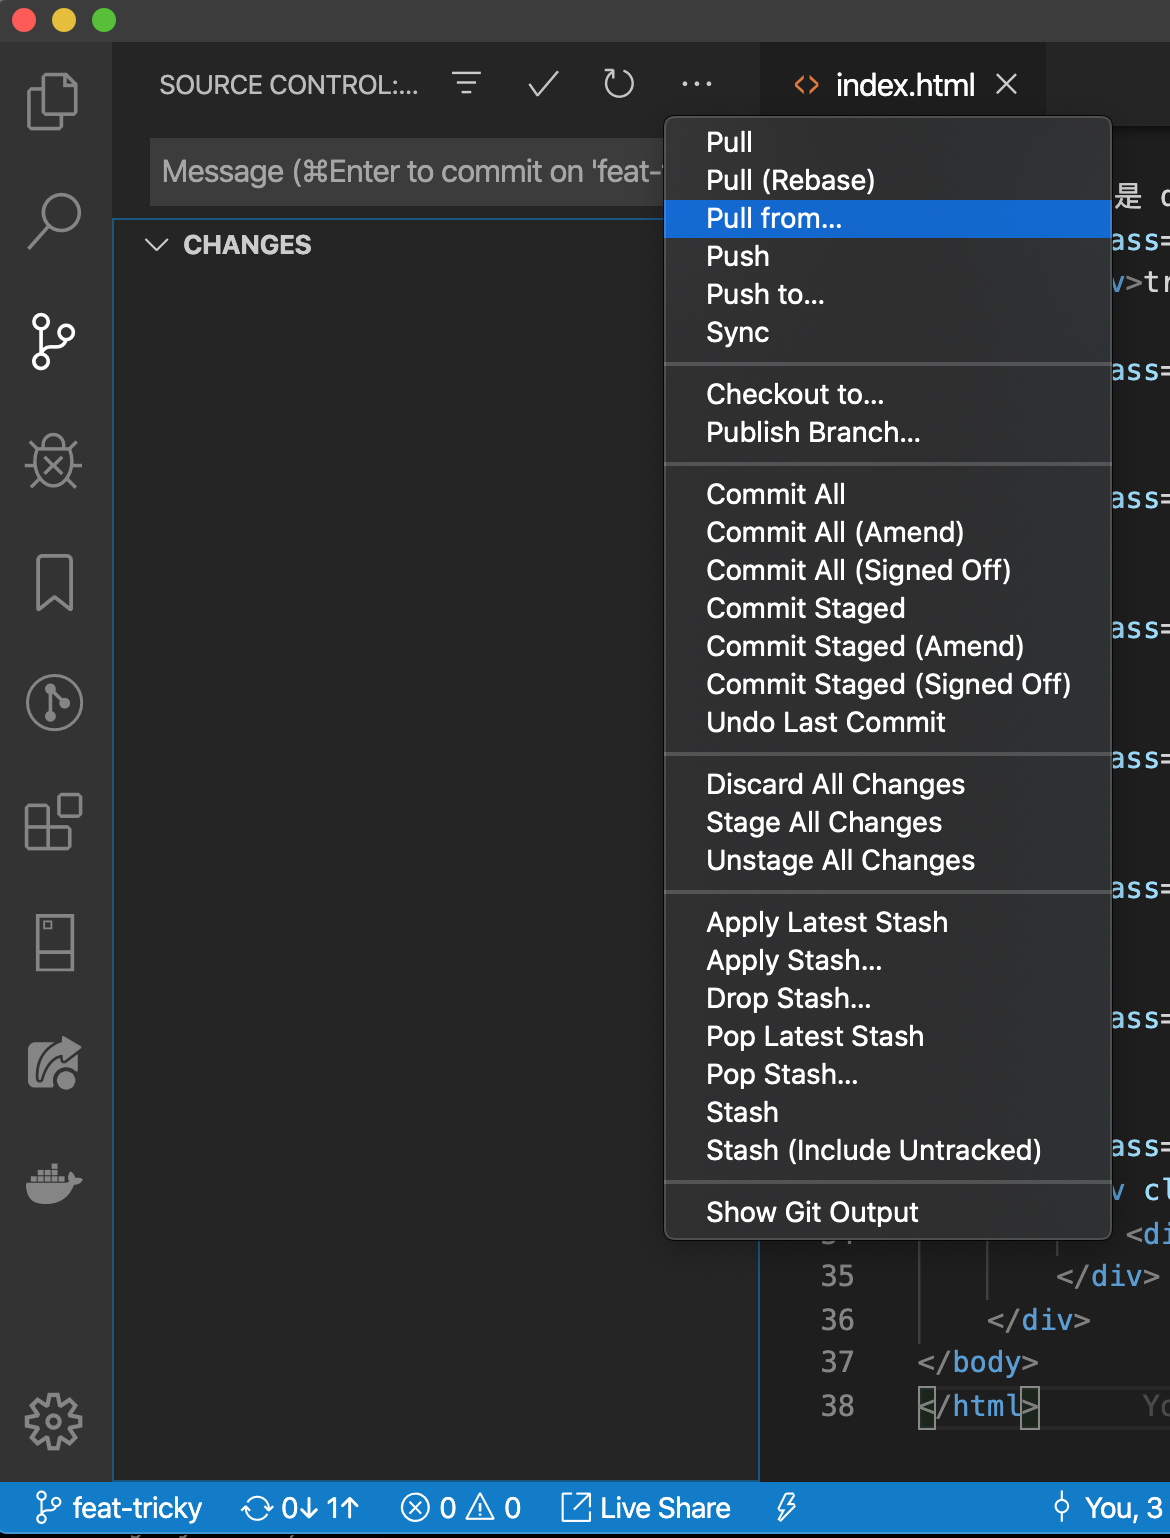 SOURCE CONTROL:...
index.html
Message (⌘Enter to commit on 'feat-
CHANGES
Pull
Pull (Rebase)
Pull from...
Push
Push to...
Sync
Checkout to...
Publish Branch...
Commit All
Commit All (Amend)
Commit All (Signed Off)
Commit Staged
Commit Staged (Amend)
Commit Staged (Signed Off)
Undo Last Commit
Discard All Changes
Stage All Changes
Unstage All Changes
Apply Latest Stash
Apply Stash...
Drop Stash...
Pop Latest Stash
Pop Stash...
Stash
Stash (Include Untracked)
Show Git Output
是
ass=
v>tr
ass=
ass=
ass=
ass=
ass=
ass=
ass=
v cl
<di
35 </div>
36 </div>
37 </body>
38 </html> Yo
feat-tricky 0↓ 1↑ 0 0 Live Share You, 3